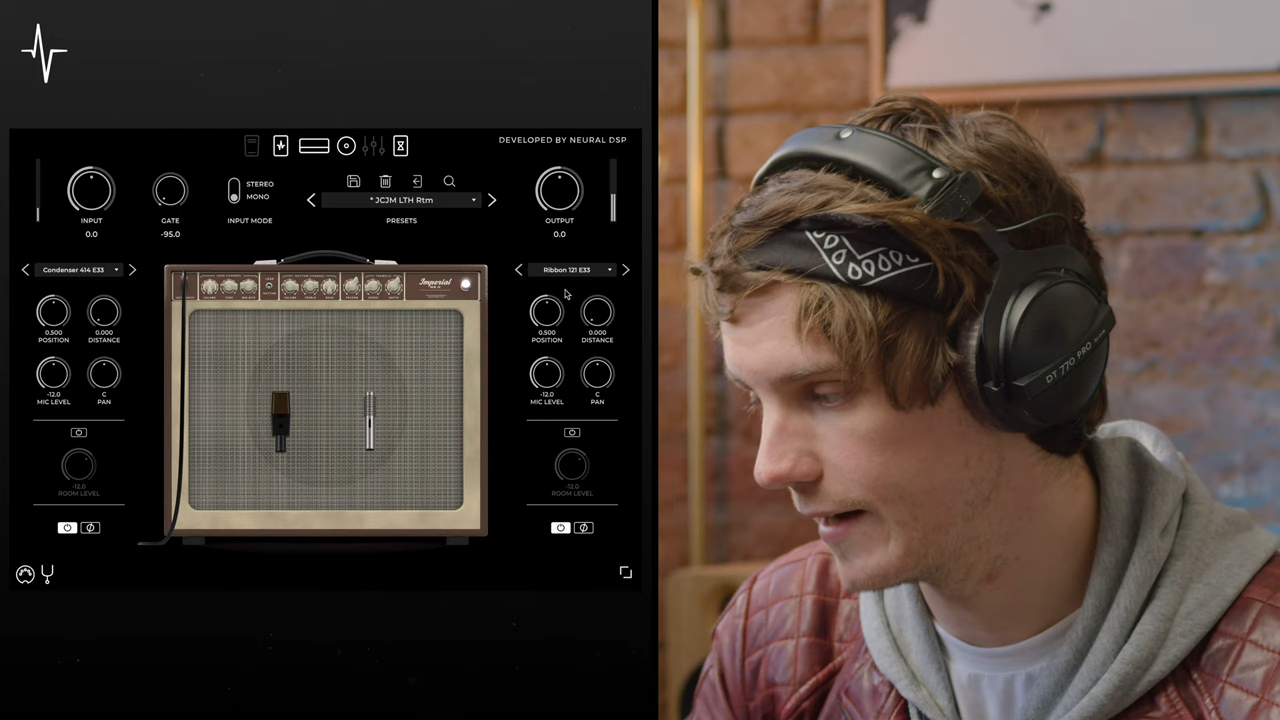 DEVELOPED BY NEURAL DSP
STEREO
MONO
* JCJM LTH Rtm
INPUT
GATE
INPUT MODE
PRESETS
OUTPUT
0.0
-95.0
0.0
Condenser 414 E33
Ribbon 121 E33
Imperial
0.500
POSITION
0.000
DISTANCE
0.500
POSITION
0.000
DISTANCE
-12.0
MIC LEVEL
C
PAN
-12.0
MIC LEVEL
C
PAN
-12.0
ROOM LEVEL
-12.0
ROOM LEVEL
DT 770 PRO